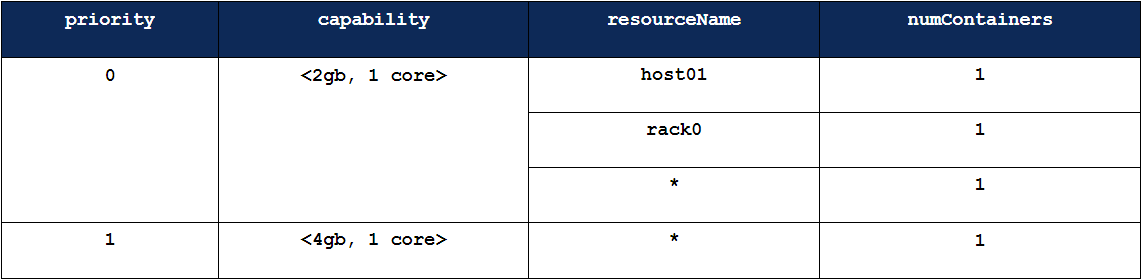 priority capability resourceName numContainers
0 <2gb, 1 core> host01 1
rack0 1
* 1
1 <4gb, 1 core> * 1